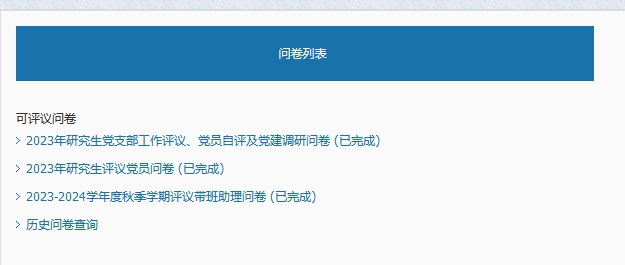 问卷列表
可评议问卷
2023年研究生党支部工作评议、党员自评及党建调研问卷 (已完成)
2023年研究生评议党员问卷 (已完成)
2023-2024学年度秋季学期评议带班助理问卷 (已完成)
历史问卷查询